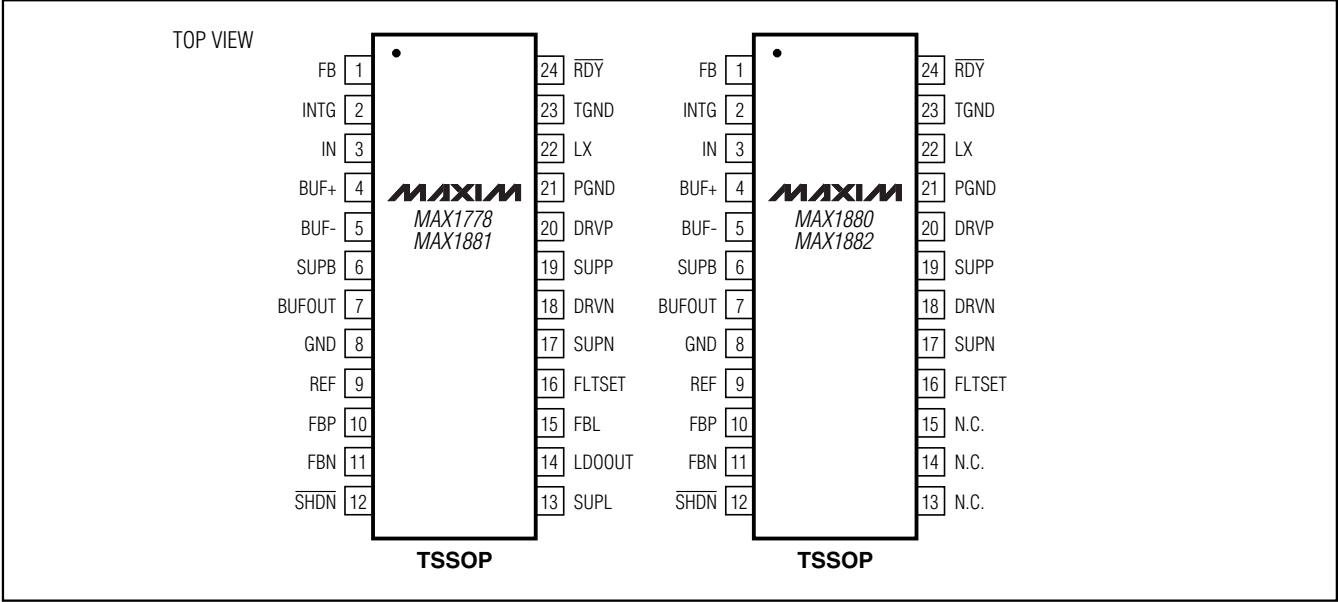 TOP VIEW
FB 1
INTG 2
IN 3
BUF+ 4
BUF- 5
SUPB 6
BUFOUT 7
GND 8
REF 9
FBP 10
FBN 11
SHDN 12
MAXIM
MAX1778
MAX1881
24 RDY
23 TGND
22 LX
21 PGND
20 DRVP
19 SUPP
18 DRVN
17 SUPN
16 FLTSET
15 FBL
14 LDOOUT
13 SUPL
TSSOP
FB 1
INTG 2
IN 3
BUF+ 4
BUF- 5
SUPB 6
BUFOUT 7
GND 8
REF 9
FBP 10
FBN 11
SHDN 12
MAXIM
MAX1880
MAX1882
24 RDY
23 TGND
22 LX
21 PGND
20 DRVP
19 SUPP
18 DRVN
17 SUPN
16 FLTSET
15 N.C.
14 N.C.
13 N.C.
TSSOP